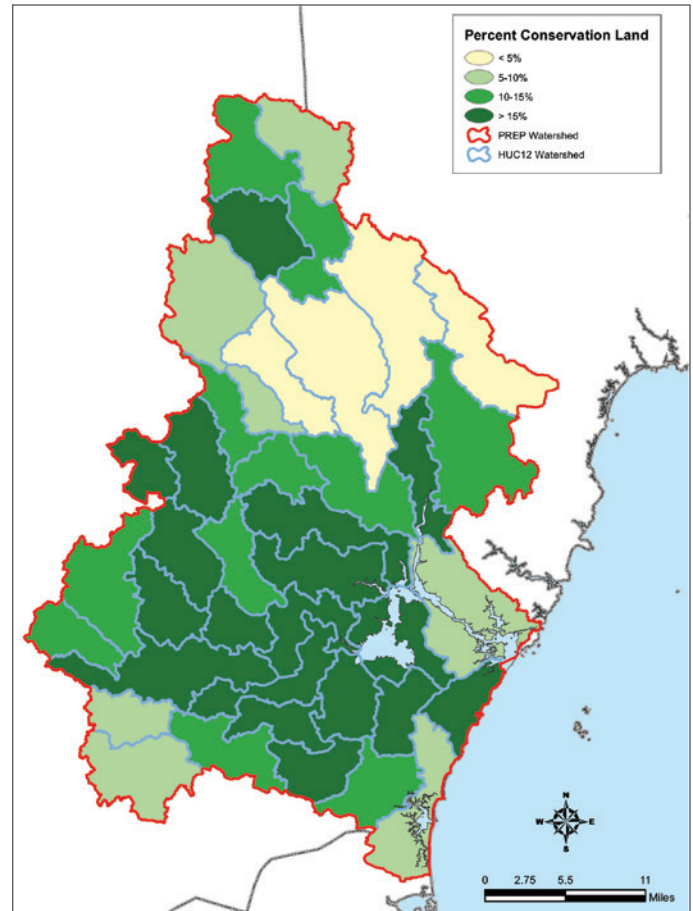 Percent Conservation Land
< 5%
5-10%
10-15%
> 15%
PREP Watershed
HUC12 Watershed
N
W E
S
0 2.75 5.5 11
Miles